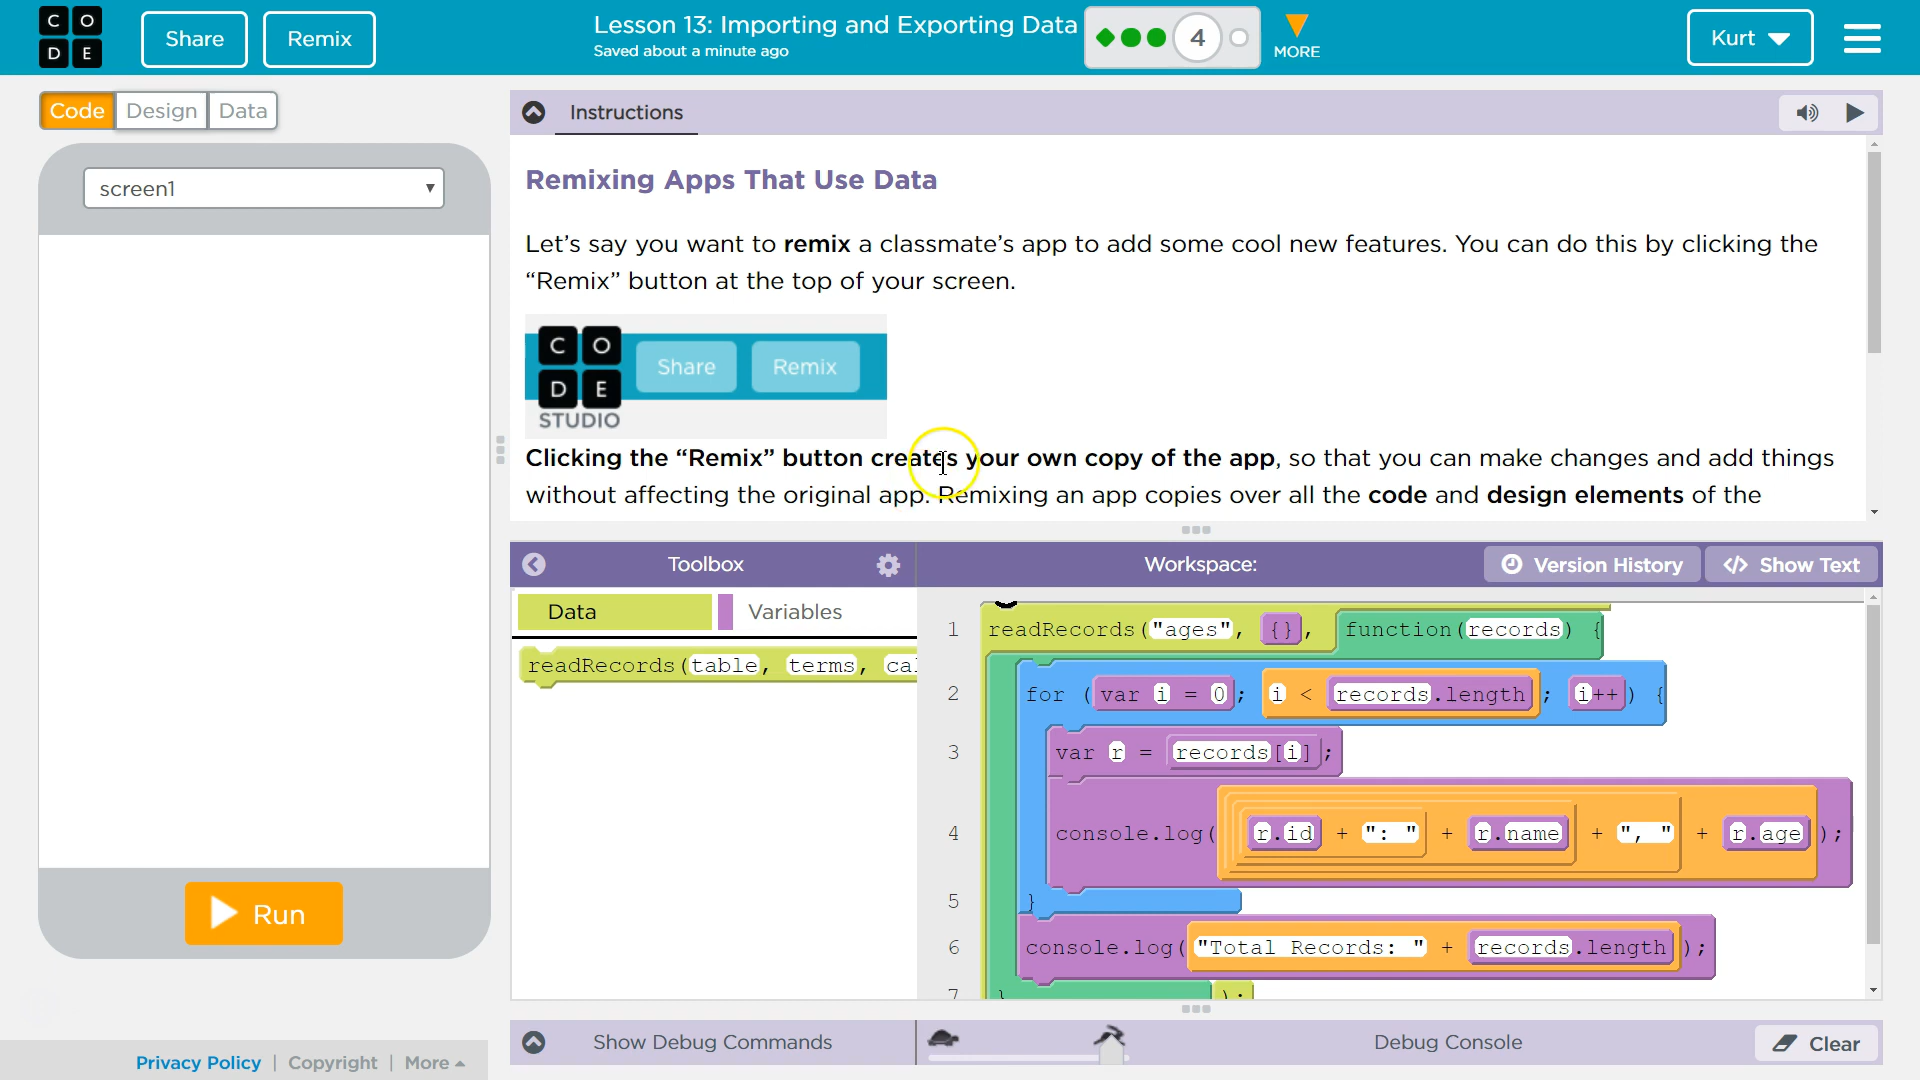 CODE
Share
Remix
Lesson 13: Importing and Exporting Data
Saved about a minute ago
4
MORE
Kurt
Code
Design
Data
screen1
Run
Privacy Policy | Copyright | More
Instructions
Remixing Apps That Use Data
Let's say you want to remix a classmate's app to add some cool new features. You can do this by clicking the
“Remix” button at the top of your screen.
CODE
STUDIO
Share
Remix
Clicking the “Remix” button creates your own copy of the app, so that you can make changes and add things
without affecting the original app. Remixing an app copies over all the code and design elements of the
Toolbox
Workspace:
Version History
</> Show Text
Data
Variables
readRecords(table, terms, cal
1 readRecords("ages", {}, function(records) {
2 for (var i = 0; i < records.length; i++) {
3 var r = records[i];
4 console.log(r.id + ": " + r.name + ", " + r.age);
5 }
6 console.log("Total Records: " + records.length);
7 });
Show Debug Commands
Debug Console
Clear